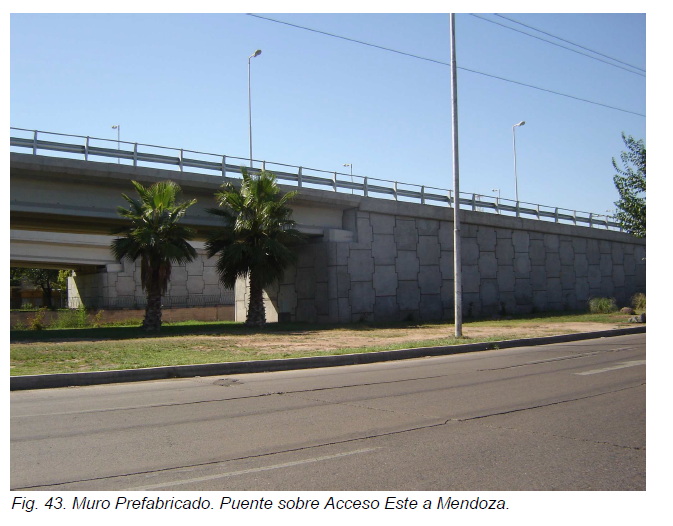 Fig. 43. Muro Prefabricado. Puente sobre Acceso Este a Mendoza.